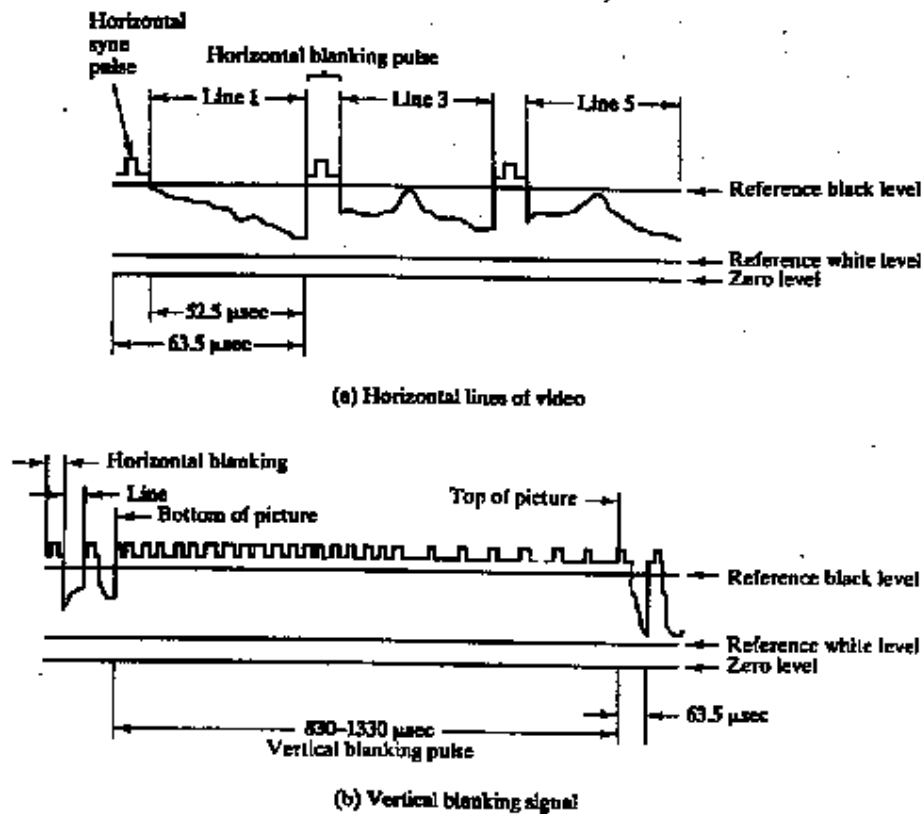 Horizontal
sync
pulse
Horizontal blanking pulse
Line 1
Line 3
Line 5
Reference black level
Reference white level
Zero level
52.5 μsec
63.5 μsec
(a) Horizontal lines of video
Horizontal blanking
Line
Bottom of picture
Top of picture
Reference black level
Reference white level
Zero level
63.5 μsec
830–1330 μsec
Vertical blanking pulse
(b) Vertical blanking signal